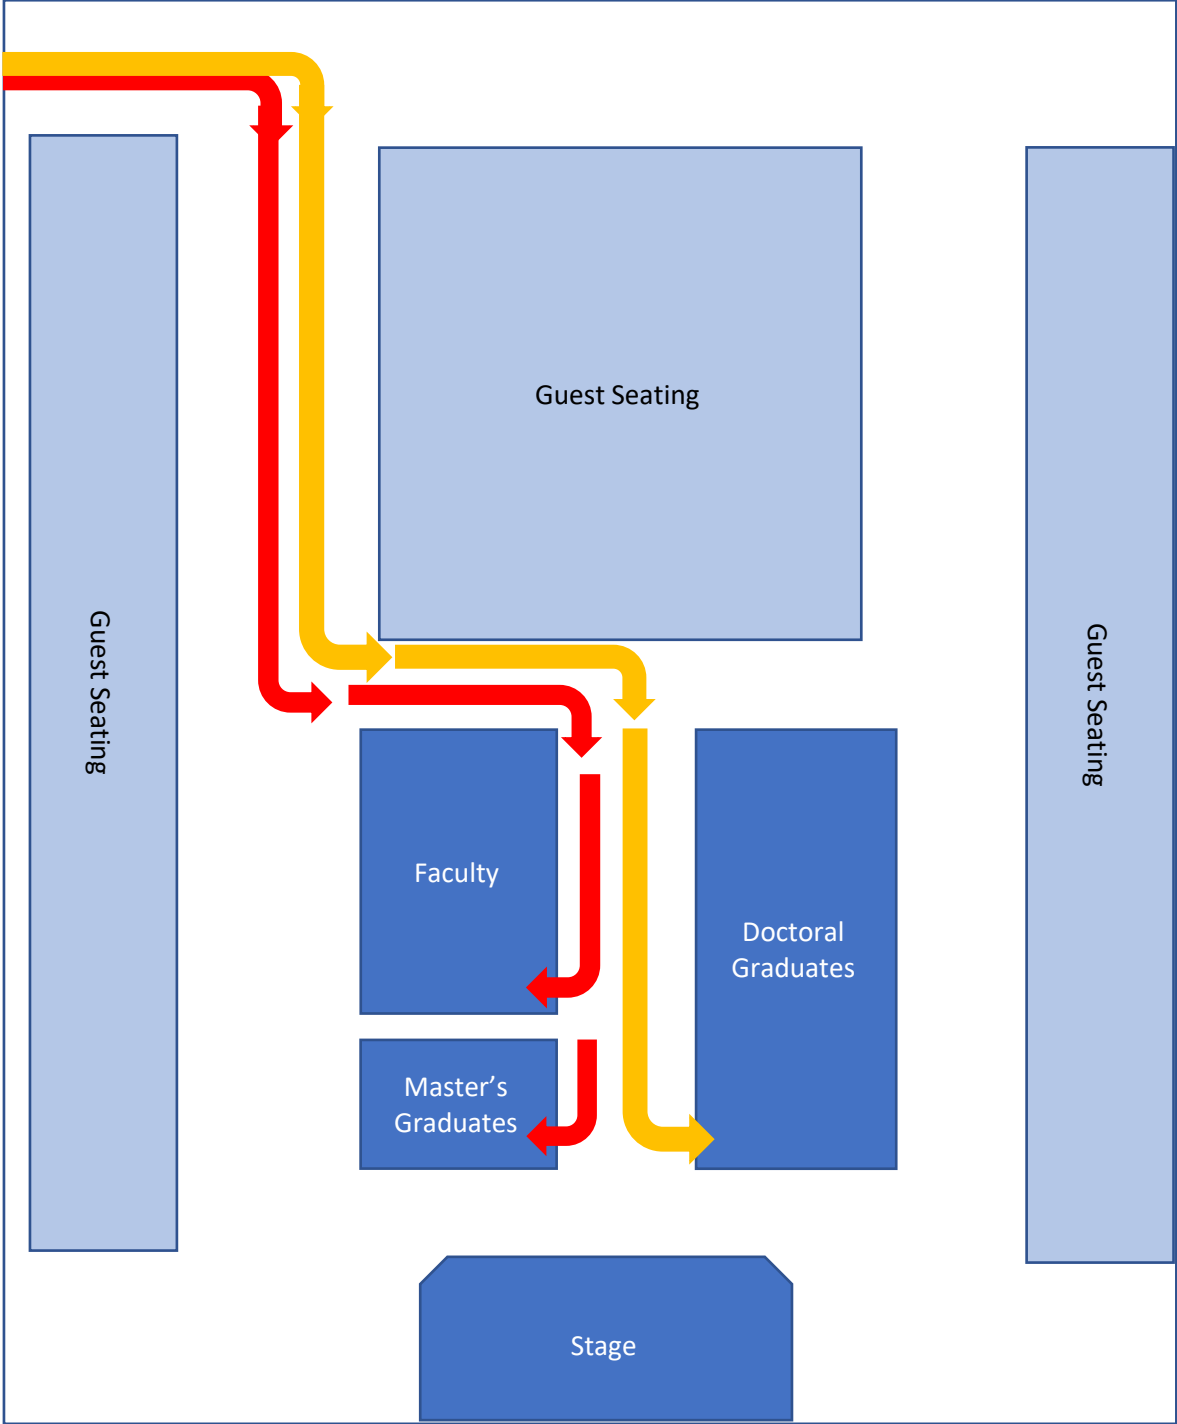 Guest Seating
Guest Seating
Guest Seating
Faculty
Doctoral
Graduates
Master’s
Graduates
Stage